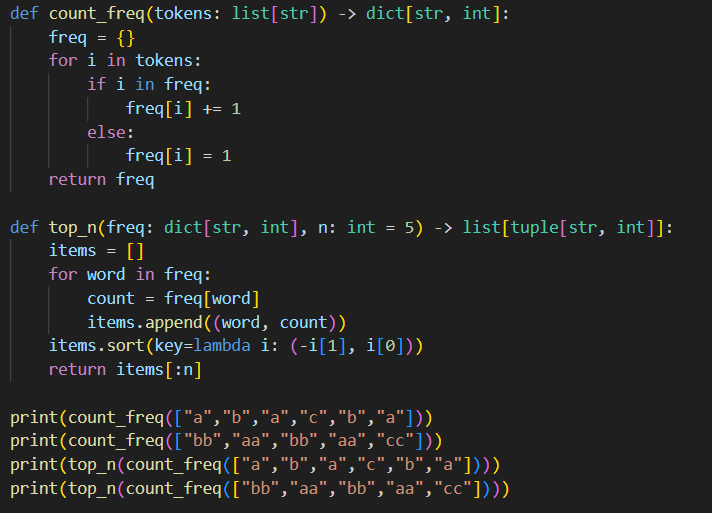 def count_freq(tokens: list[str]) -> dict[str, int]:
    freq = {}
    for i in tokens:
        if i in freq:
            freq[i] += 1
        else:
            freq[i] = 1
    return freq

def top_n(freq: dict[str, int], n: int = 5) -> list[tuple[str, int]]:
    items = []
    for word in freq:
        count = freq[word]
        items.append((word, count))
    items.sort(key=lambda i: (-i[1], i[0]))
    return items[:n]

print(count_freq(["a","b","a","c","b","a"]))
print(count_freq(["bb","aa","bb","aa","cc"]))
print(top_n(count_freq(["a","b","a","c","b","a"])))
print(top_n(count_freq(["bb","aa","bb","aa","cc"])))